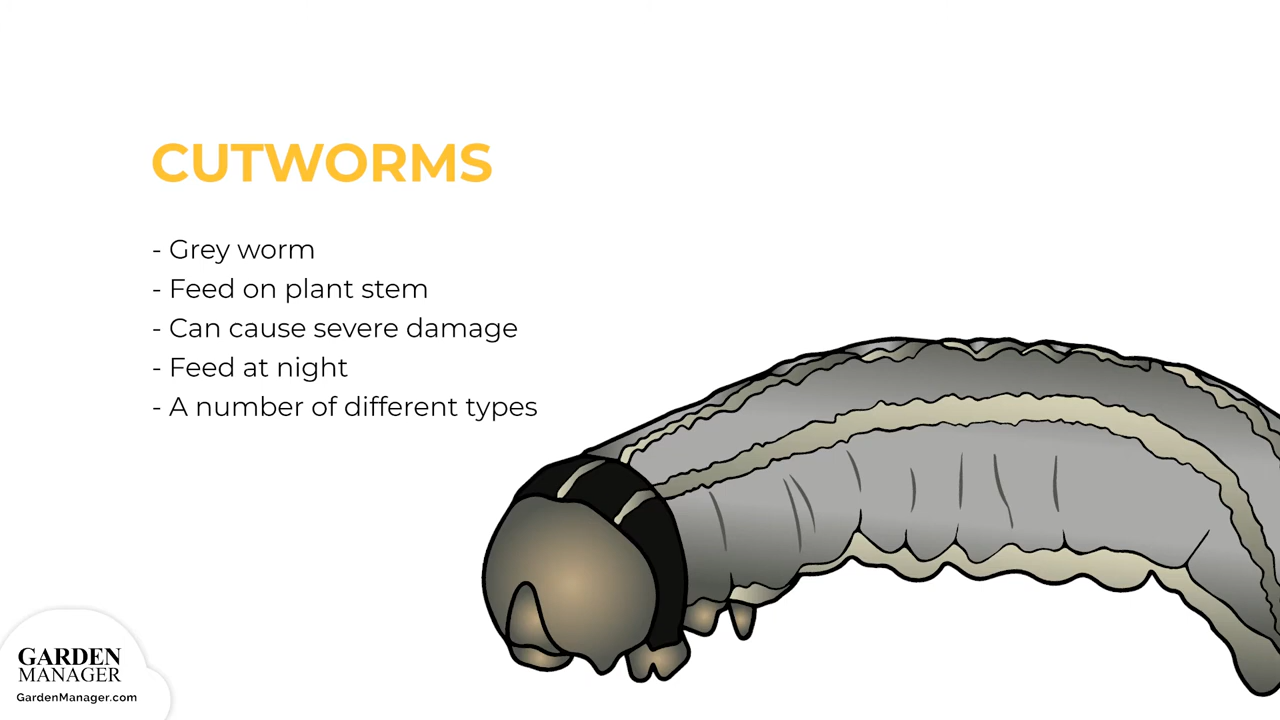 CUTWORMS
- Grey worm
- Feed on plant stem
- Can cause severe damage
- Feed at night
- A number of different types
GARDEN
MANAGER
GardenManager.com